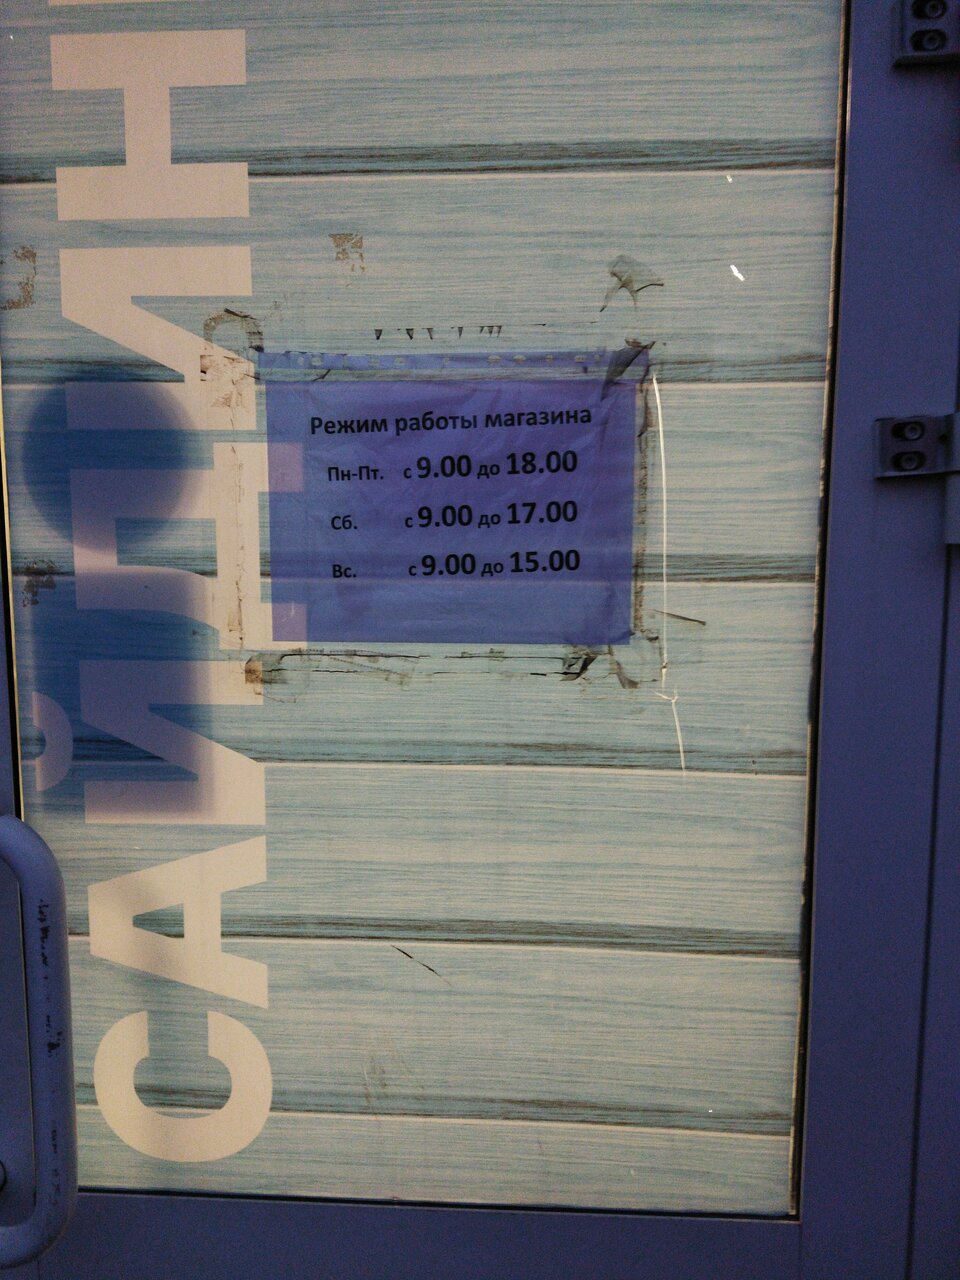 САЙДИН
Режим работы магазина
Пн-Пт. с 9.00 до 18.00
Сб. с 9.00 до 17.00
Вс. с 9.00 до 15.00